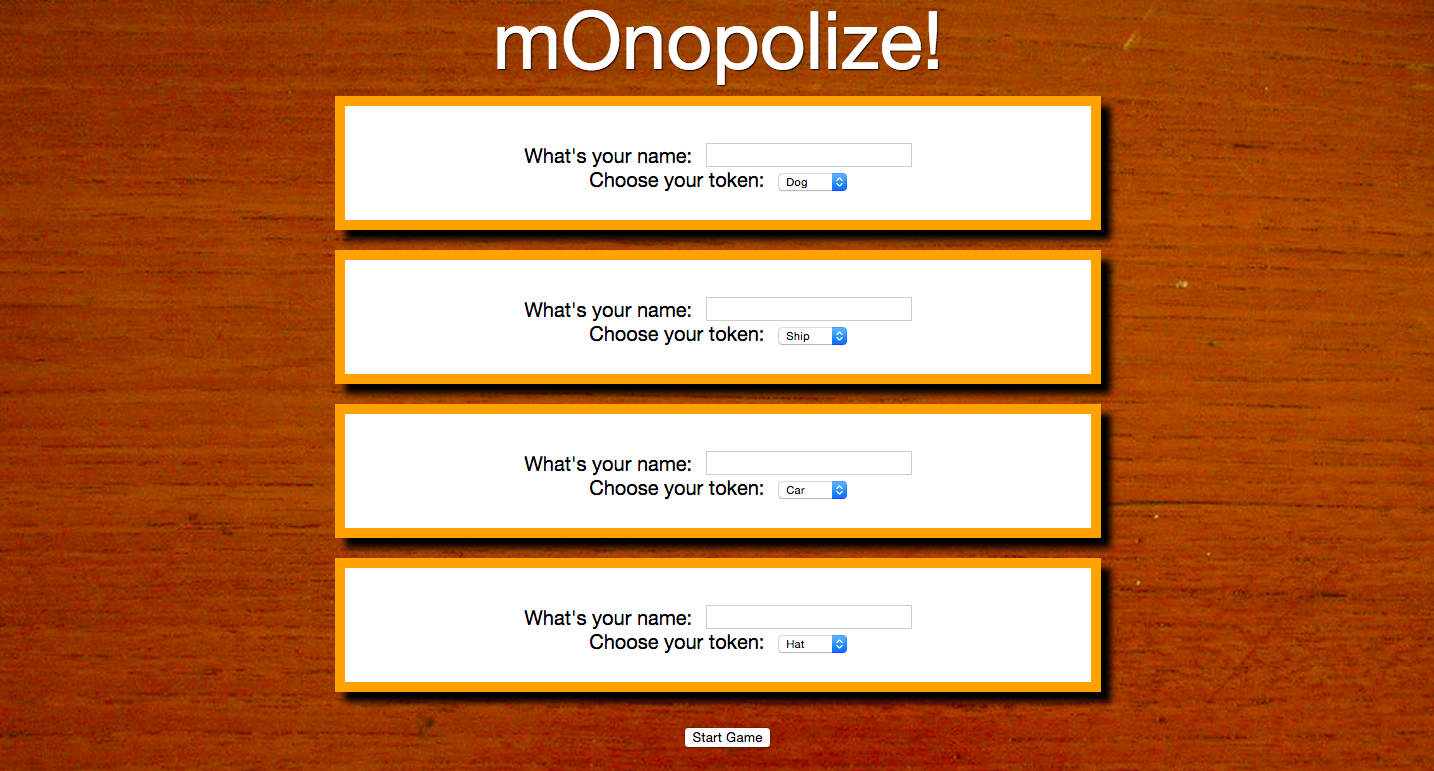 mOnopolize!
What's your name:
Choose your token: Dog
What's your name:
Choose your token: Ship
What's your name:
Choose your token: Car
What's your name:
Choose your token: Hat
Start Game